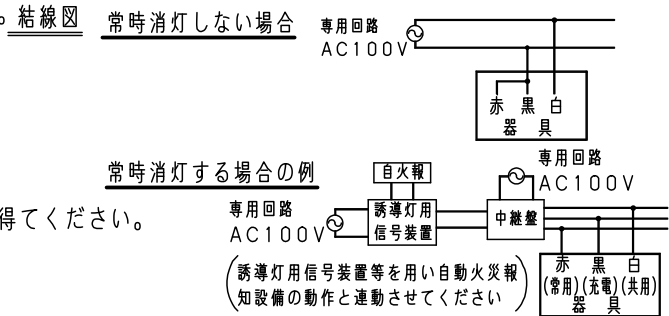 。結線図 常時消灯しない場合
専用回路
AC100V
赤 黒 白
器 具
常時消灯する場合の例
得てください。
自火報
専用回路
AC100V
専用回路
AC100V
誘導灯用
信号装置
中継盤
(誘導灯用信号装置等を用い自動火災報
知設備の動作と連動させてください)
赤 黒 白
(常用)(充電)(共用)
器 具